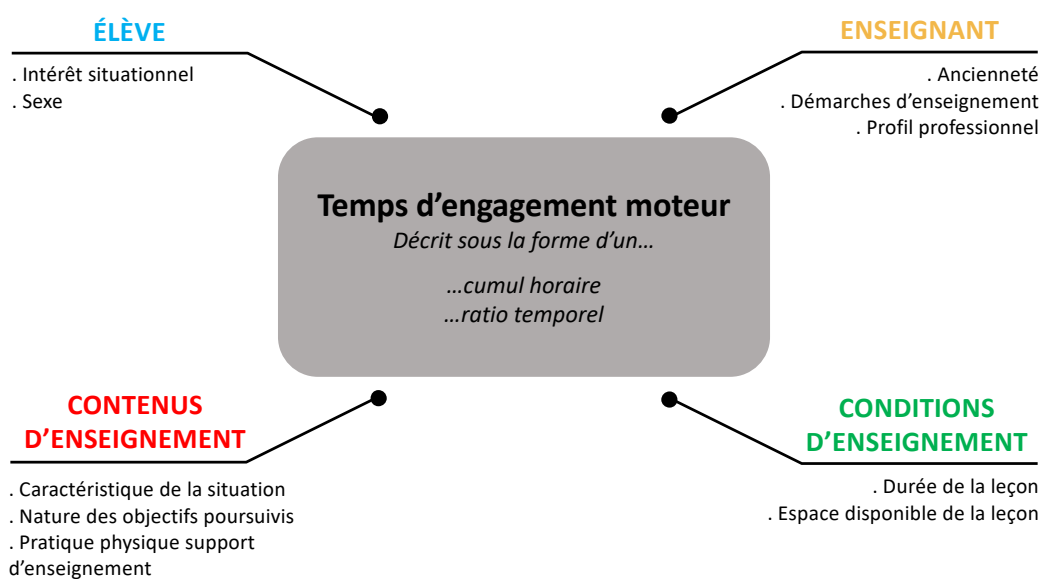 ÉLÈVE
. Intérêt situationnel
. Sexe
ENSEIGNANT
. Ancienneté
. Démarches d’enseignement
. Profil professionnel
Temps d’engagement moteur
Décrit sous la forme d’un…
…cumul horaire
…ratio temporel
CONTENUS
D’ENSEIGNEMENT
. Caractéristique de la situation
. Nature des objectifs poursuivis
. Pratique physique support
d’enseignement
CONDITIONS
D’ENSEIGNEMENT
. Durée de la leçon
. Espace disponible de la leçon